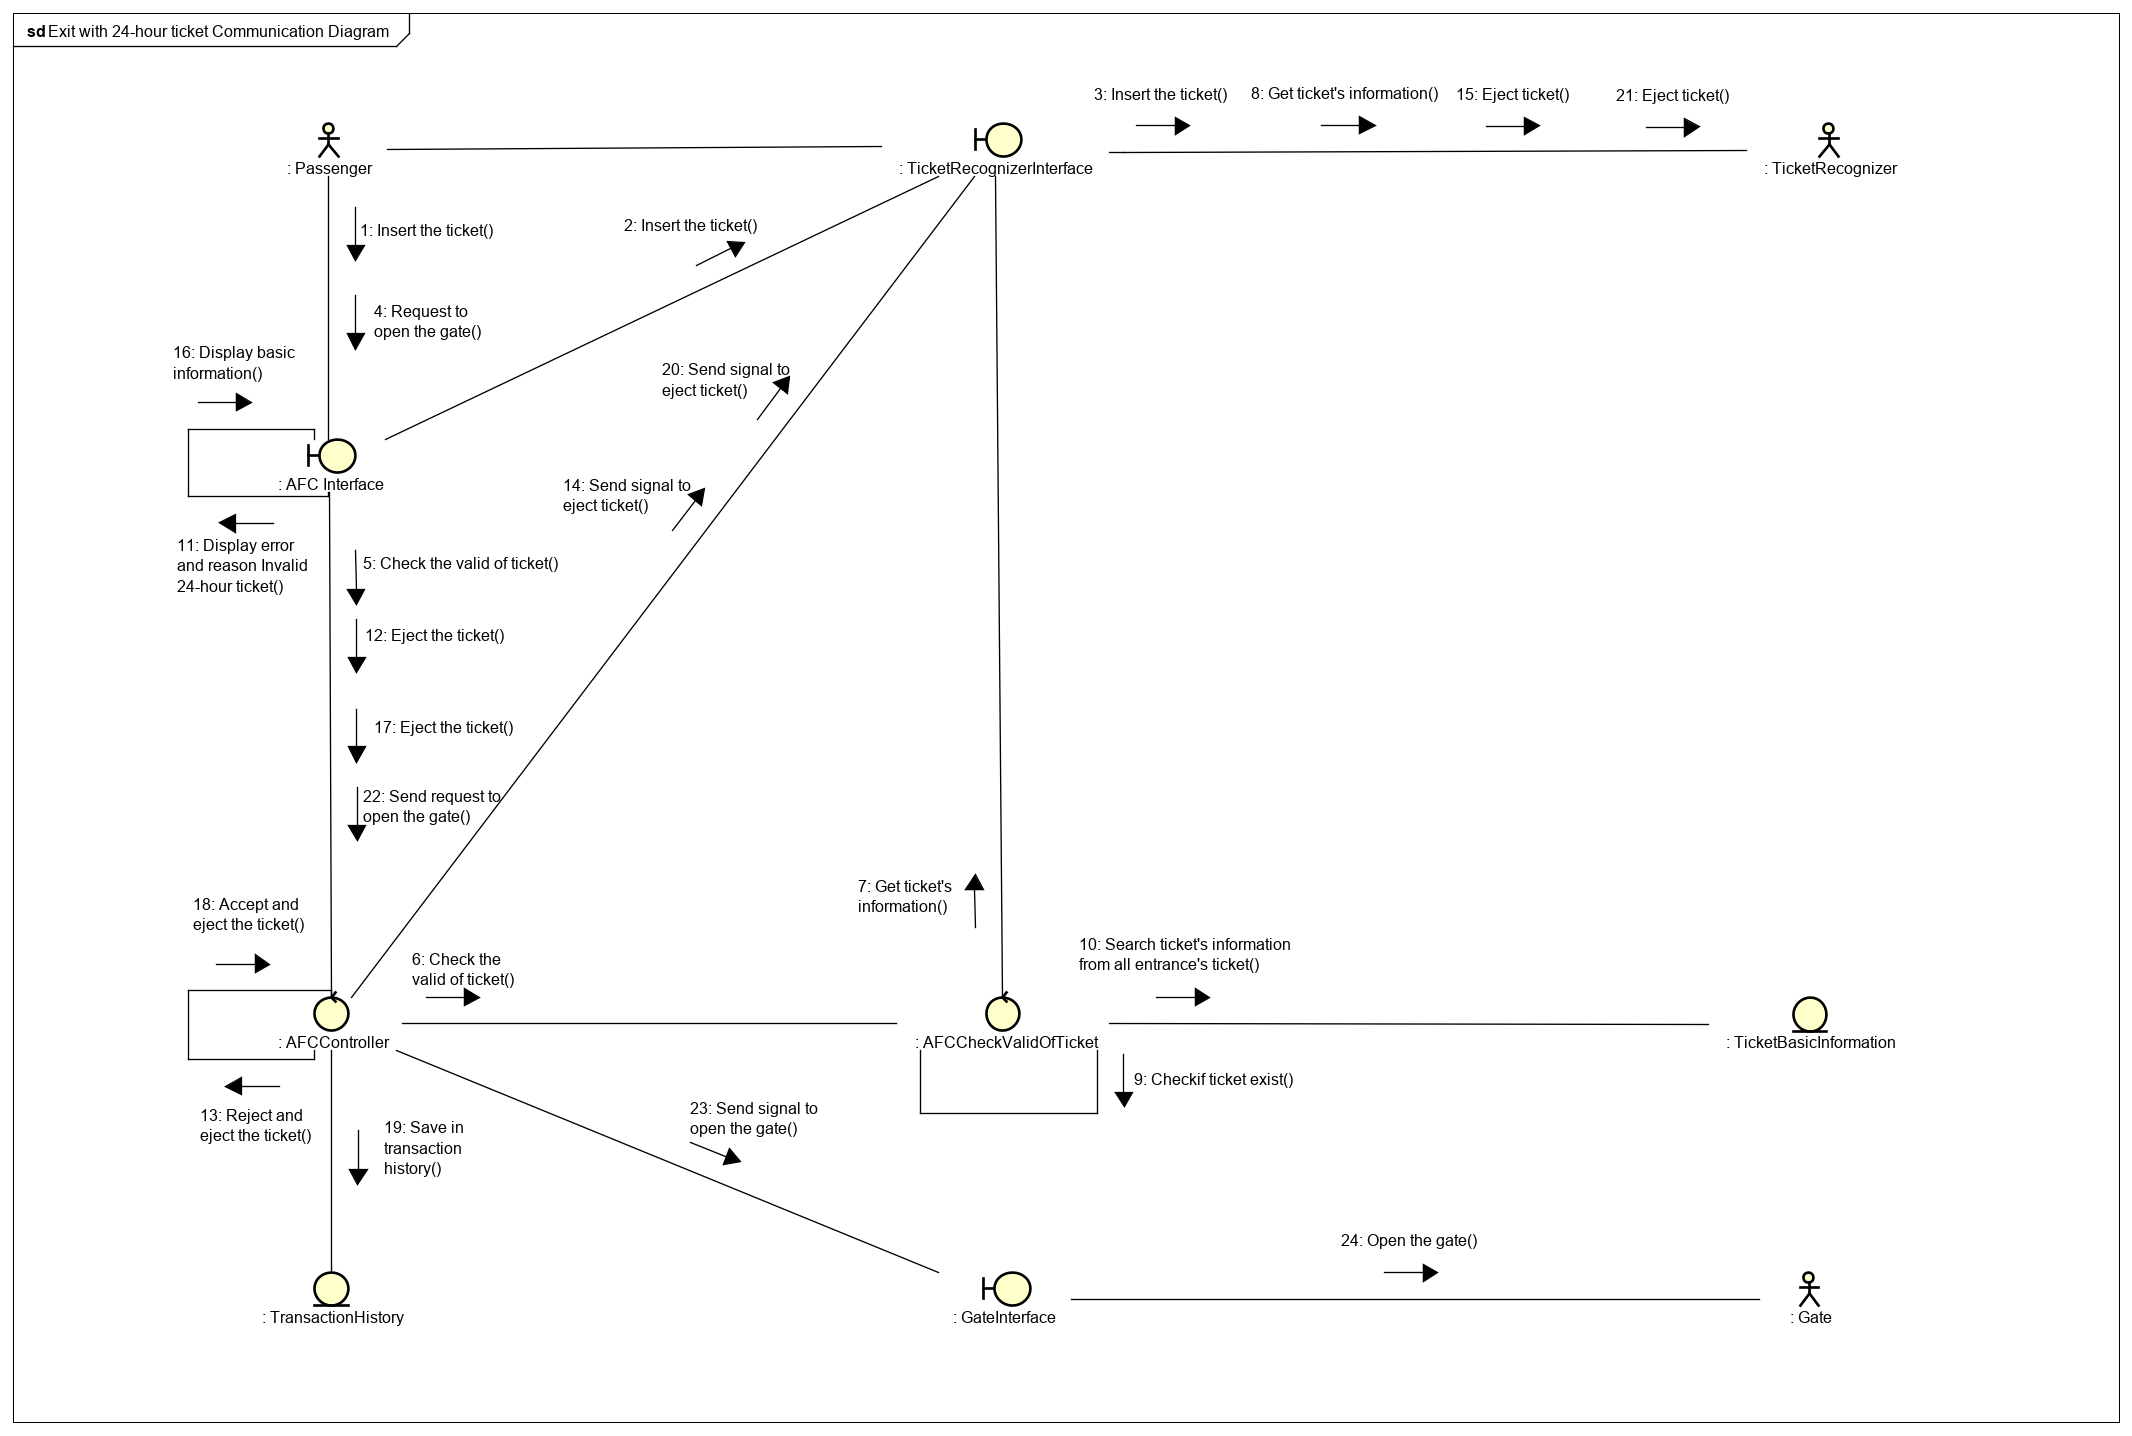 sd Exit with 24-hour ticket Communication Diagram
3: Insert the ticket()
8: Get ticket's information()
15: Eject ticket()
21: Eject ticket()
: Passenger
: TicketRecognizerInterface
: TicketRecognizer
1: Insert the ticket()
2: Insert the ticket()
4: Request to
open the gate()
16: Display basic
information()
20: Send signal to
eject ticket()
: AFC Interface
14: Send signal to
eject ticket()
11: Display error
and reason Invalid
24-hour ticket()
5: Check the valid of ticket()
12: Eject the ticket()
17: Eject the ticket()
22: Send request to
open the gate()
18: Accept and
eject the ticket()
7: Get ticket's
information()
6: Check the
valid of ticket()
10: Search ticket's information
from all entrance's ticket()
: AFCController
: AFCCheckValidOfTicket
: TicketBasicInformation
9: Checkif ticket exist()
13: Reject and
eject the ticket()
19: Save in
transaction
history()
23: Send signal to
open the gate()
24: Open the gate()
: TransactionHistory
: GateInterface
: Gate